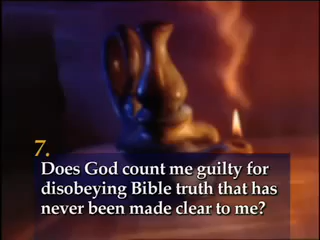 7.
Does God count me guilty for
disobeying Bible truth that has
never been made clear to me?